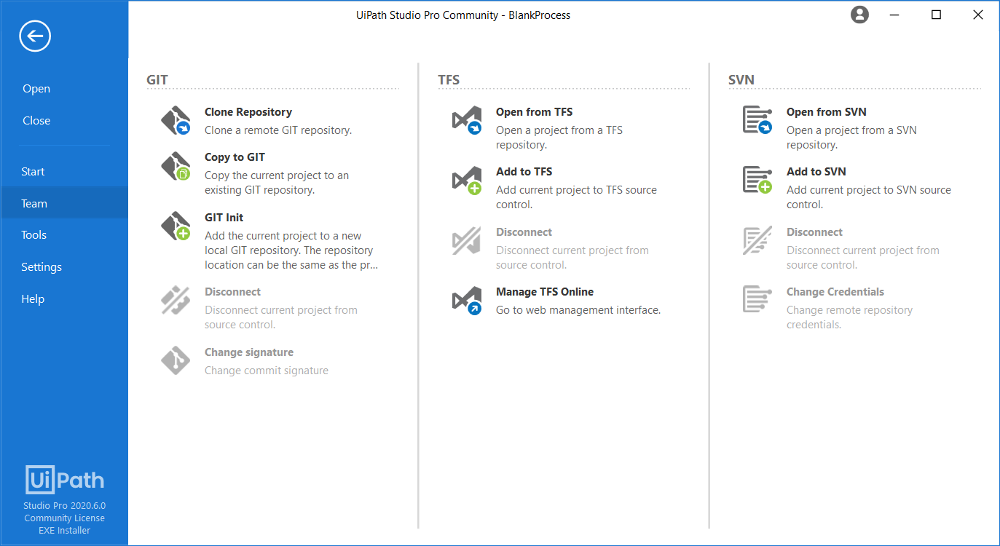 UiPath Studio Pro Community - BlankProcess
Open
Close
Start
Team
Tools
Settings
Help
UiPath
Studio Pro 2020.6.0
Community License
EXE Installer
GIT
Clone Repository
Clone a remote GIT repository.
Copy to GIT
Copy the current project to an
existing GIT repository.
GIT Init
Add the current project to a new
local GIT repository. The repository
location can be the same as the pr...
Disconnect
Disconnect current project from
source control.
Change signature
Change commit signature
TFS
Open from TFS
Open a project from a TFS
repository.
Add to TFS
Add current project to TFS source
control.
Disconnect
Disconnect current project from
source control.
Manage TFS Online
Go to web management interface.
SVN
Open from SVN
Open a project from a SVN
repository.
Add to SVN
Add current project to SVN source
control.
Disconnect
Disconnect current project from
source control.
Change Credentials
Change remote repository
credentials.